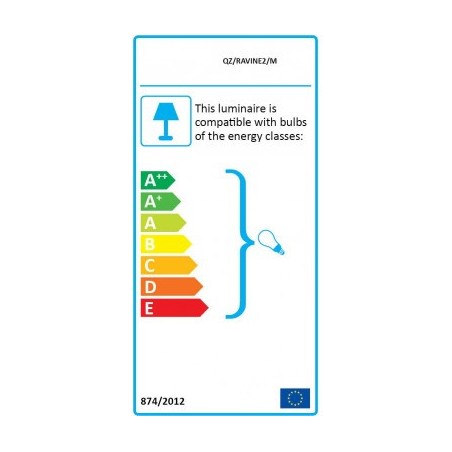 QZ/RAVINE2/M
This luminaire is
compatible with bulbs
of the energy classes:
A++
A+
A
B
C
D
E
874/2012